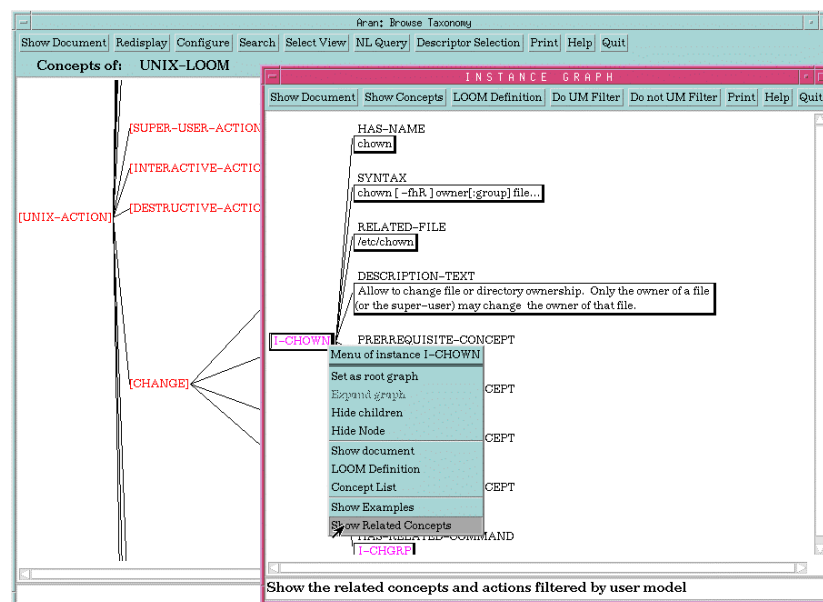 Aran: Browse Taxonomy
Show Document Redisplay Configure Search Select View NL Query Descriptor Selection Print Help Quit
Concepts of: UNIX-LOOM
INSTANCE GRAPH
Show Document Show Concepts LOOM Definition Do UM Filter Do not UM Filter Print Help Quit
[SUPER-USER-ACTION
[INTERACTIVE-ACTIO
[DESTRUCTIVE-ACTIO
[UNIX-ACTION]
[CHANGE]
HAS-NAME
chown
SYNTAX
chown [ -fhR ] owner[:group] file...
RELATED-FILE
/etc/chown
DESCRIPTION-TEXT
Allow to change file or directory ownership. Only the owner of a file
(or the super-user) may change the owner of that file.
I-CHOWN
PRERREQUISITE-CONCEPT
Menu of instance I-CHOWN
Set as root graph
Expand graph
CEPT
Hide children
Hide Node
CEPT
Show document
LOOM Definition
Concept List
CEPT
Show Examples
Show Related Concepts
HAS-RELATED-COMMAND
I-CHGRP
Show the related concepts and actions filtered by user model